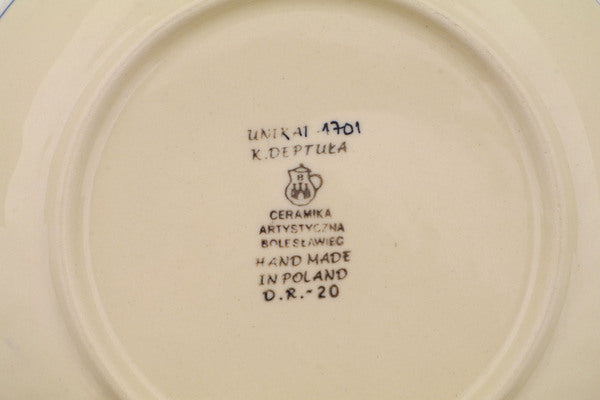 UNIKAT 1701
K. DEPTUŁA
B
CERAMIKA
ARTYSTYCZNA
BOLESŁAWIEC
HAND MADE
IN POLAND
D.R.-20